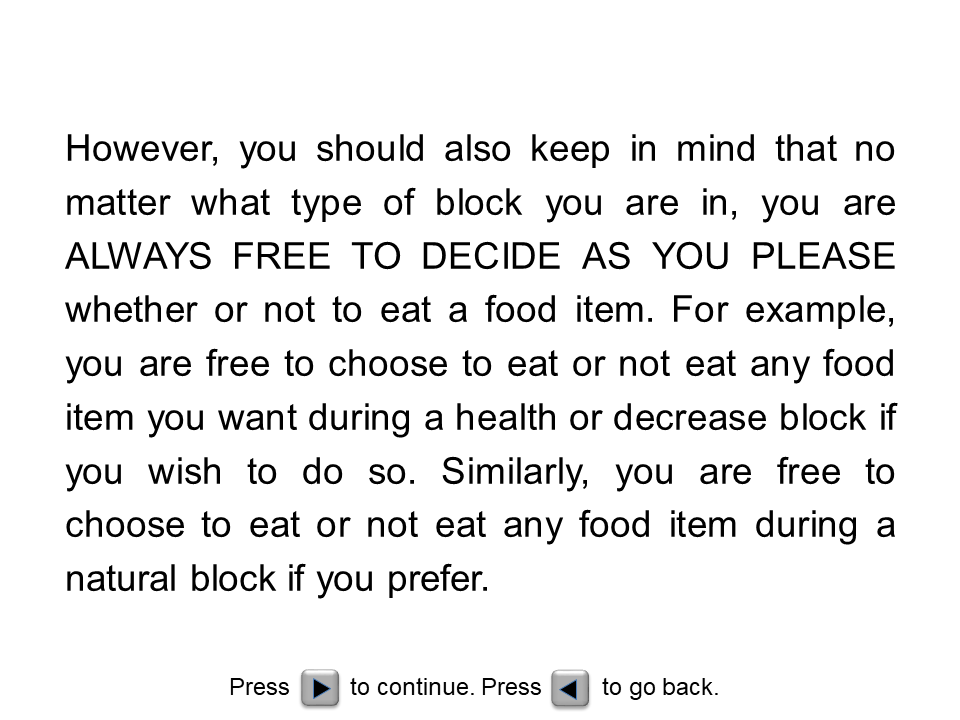 However, you should also keep in mind that no
matter what type of block you are in, you are
ALWAYS FREE TO DECIDE AS YOU PLEASE
whether or not to eat a food item. For example,
you are free to choose to eat or not eat any food
item you want during a health or decrease block if
you wish to do so. Similarly, you are free to
choose to eat or not eat any food item during a
natural block if you prefer.
Press to continue. Press to go back.